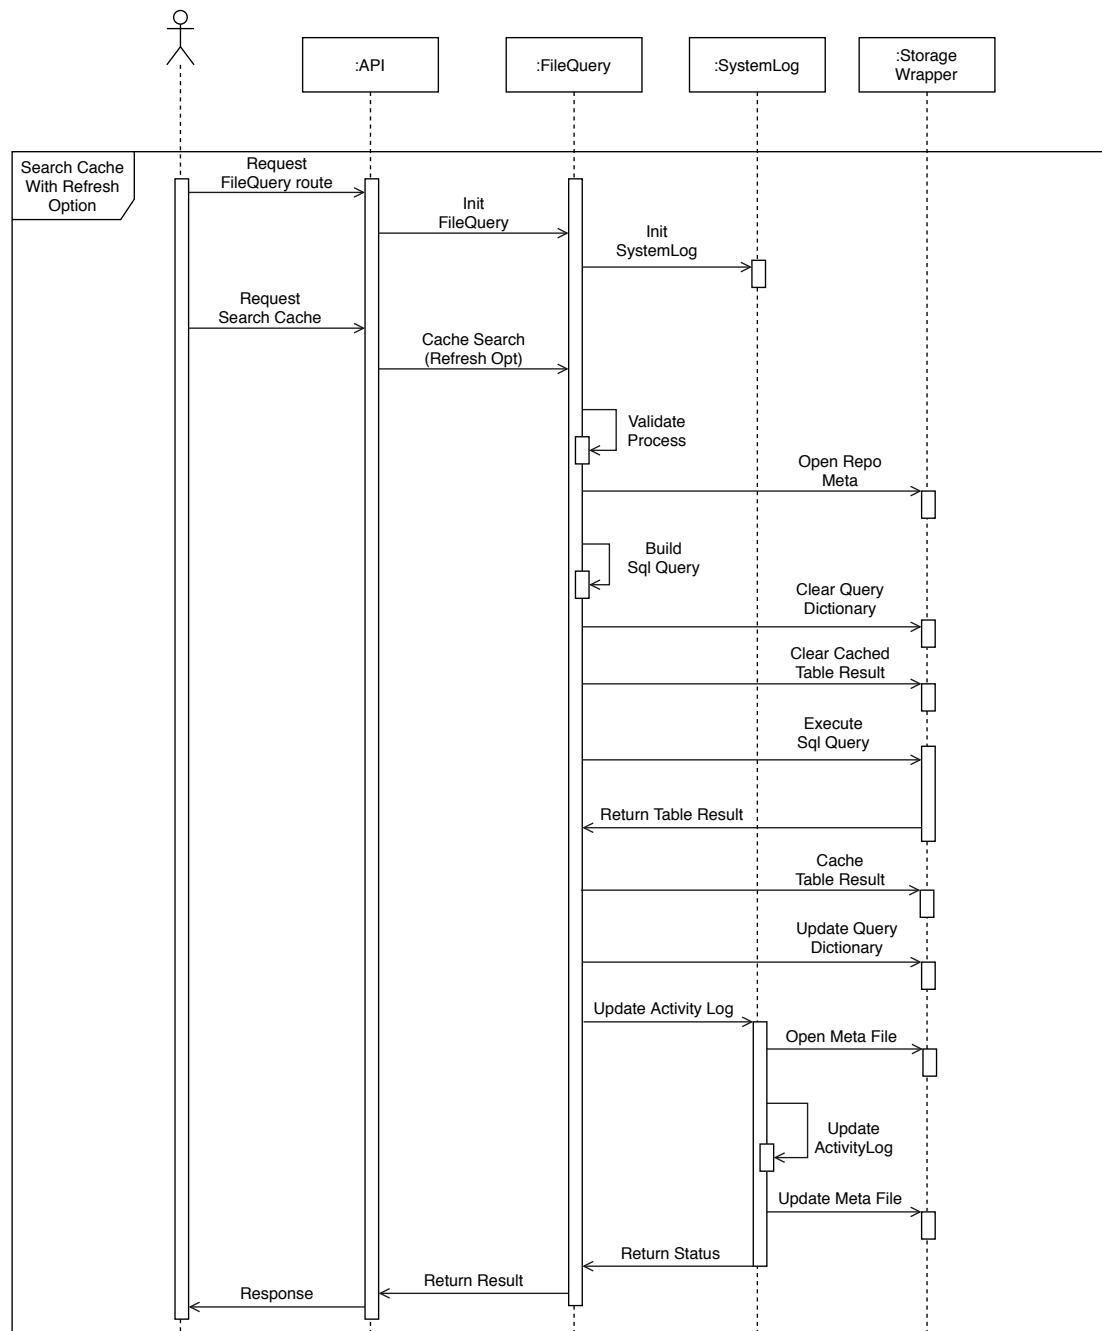 :API
:FileQuery
:SystemLog
:Storage
Wrapper
Search Cache
With Refresh
Option
Request
FileQuery route
Init
FileQuery
Init
SystemLog
Request
Search Cache
Cache Search
(Refresh Opt)
Validate
Process
Open Repo
Meta
Build
Sql Query
Clear Query
Dictionary
Clear Cached
Table Result
Execute
Sql Query
Return Table Result
Cache
Table Result
Update Query
Dictionary
Update Activity Log
Open Meta File
Update
ActivityLog
Update Meta File
Return Status
Return Result
Response